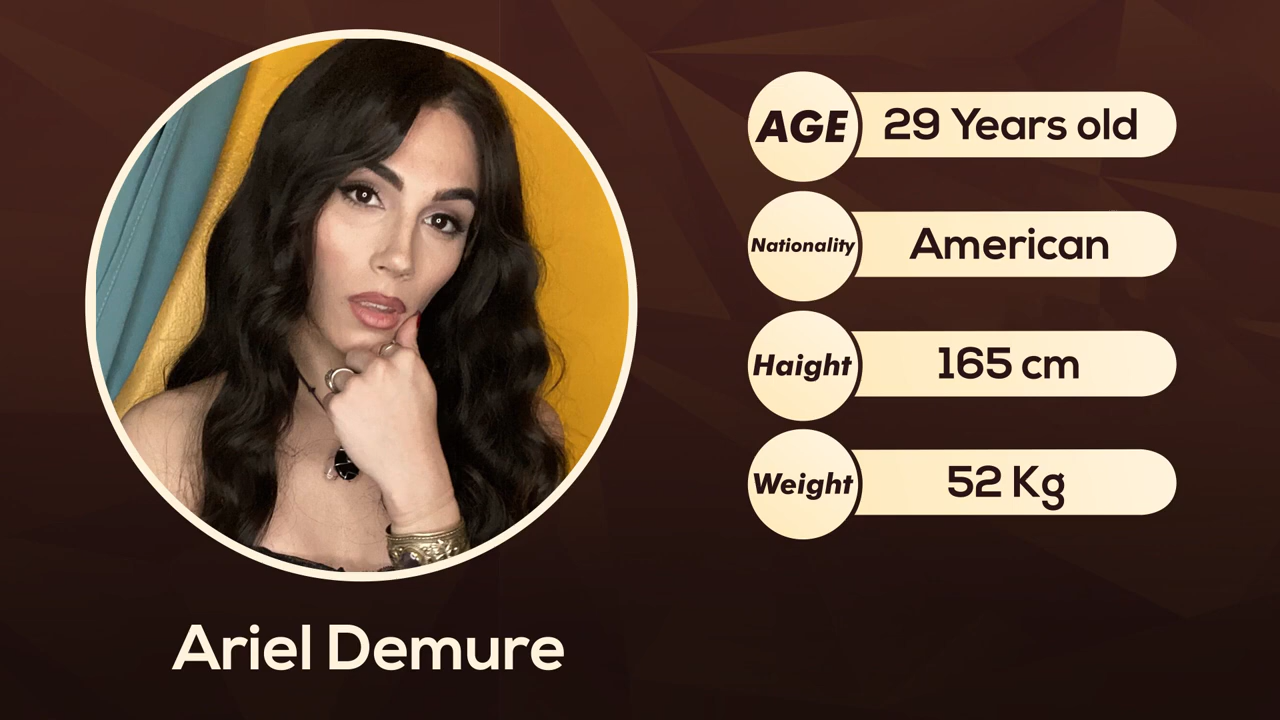 AGE 29 Years old
Nationality American
Haight 165 cm
Weight 52 Kg
Ariel Demure